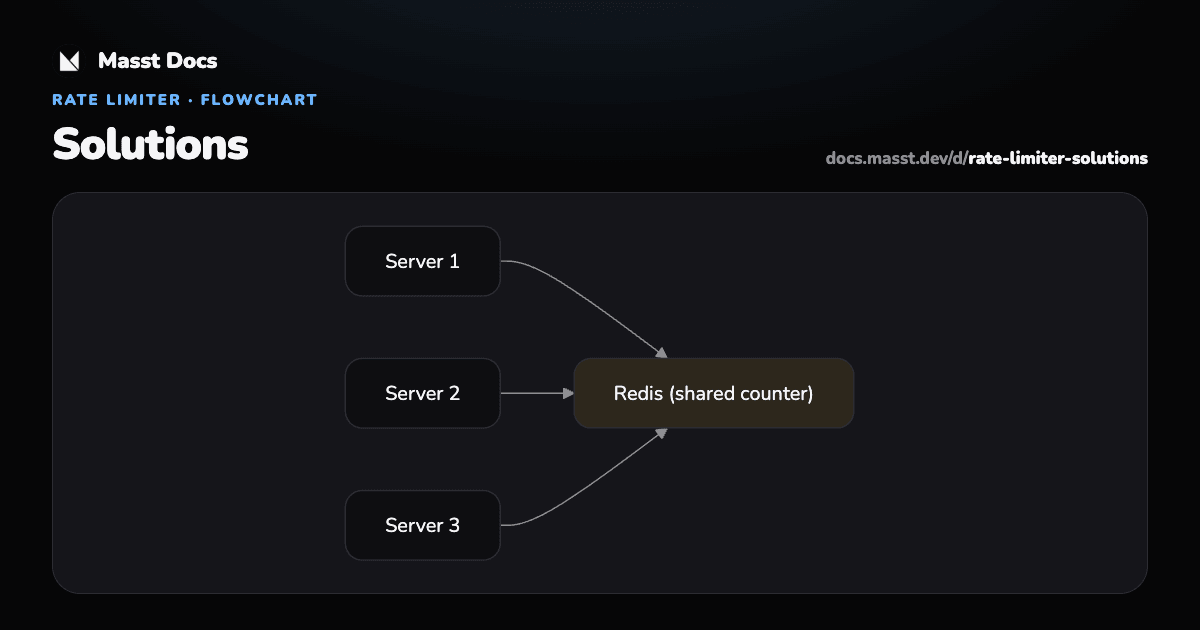 Masst Docs
RATE LIMITER · FLOWCHART
Solutions
docs.masst.dev/d/rate-limiter-solutions
Server 1
Server 2
Redis (shared counter)
Server 3